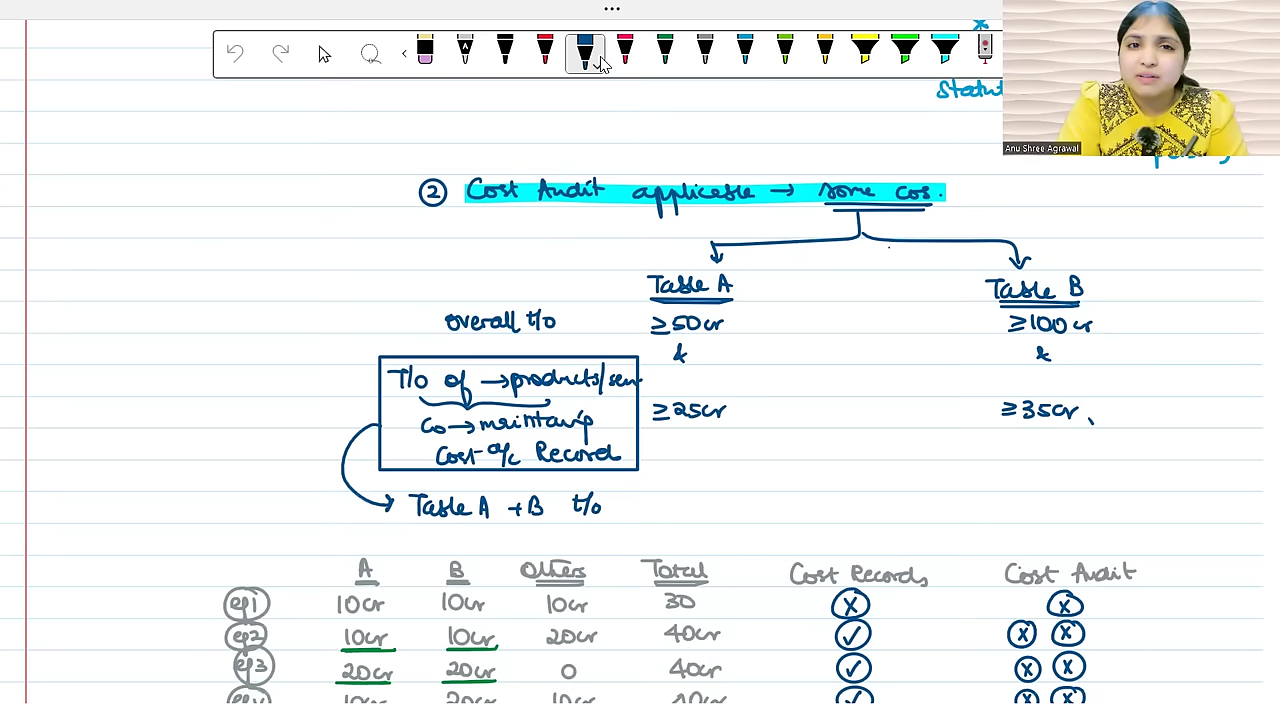 ...
Statut
Anu Shree Agrawal
② Cost Audit applicable → some cos.
Table A Table B
overall t/o ≥50cr ≥100cr
& &
T/o of → products/ser
≥25cr ≥35cr
Co → maintain'g
Cost a/c Record
Table A + B t/o
A B Others Total Cost Records Cost Audit
eg1 10cr 10cr 10cr 30 x x
eg2 10cr 10cr 20cr 40cr ✓ x x
eg3 20cr 20cr 0 40cr ✓ x x